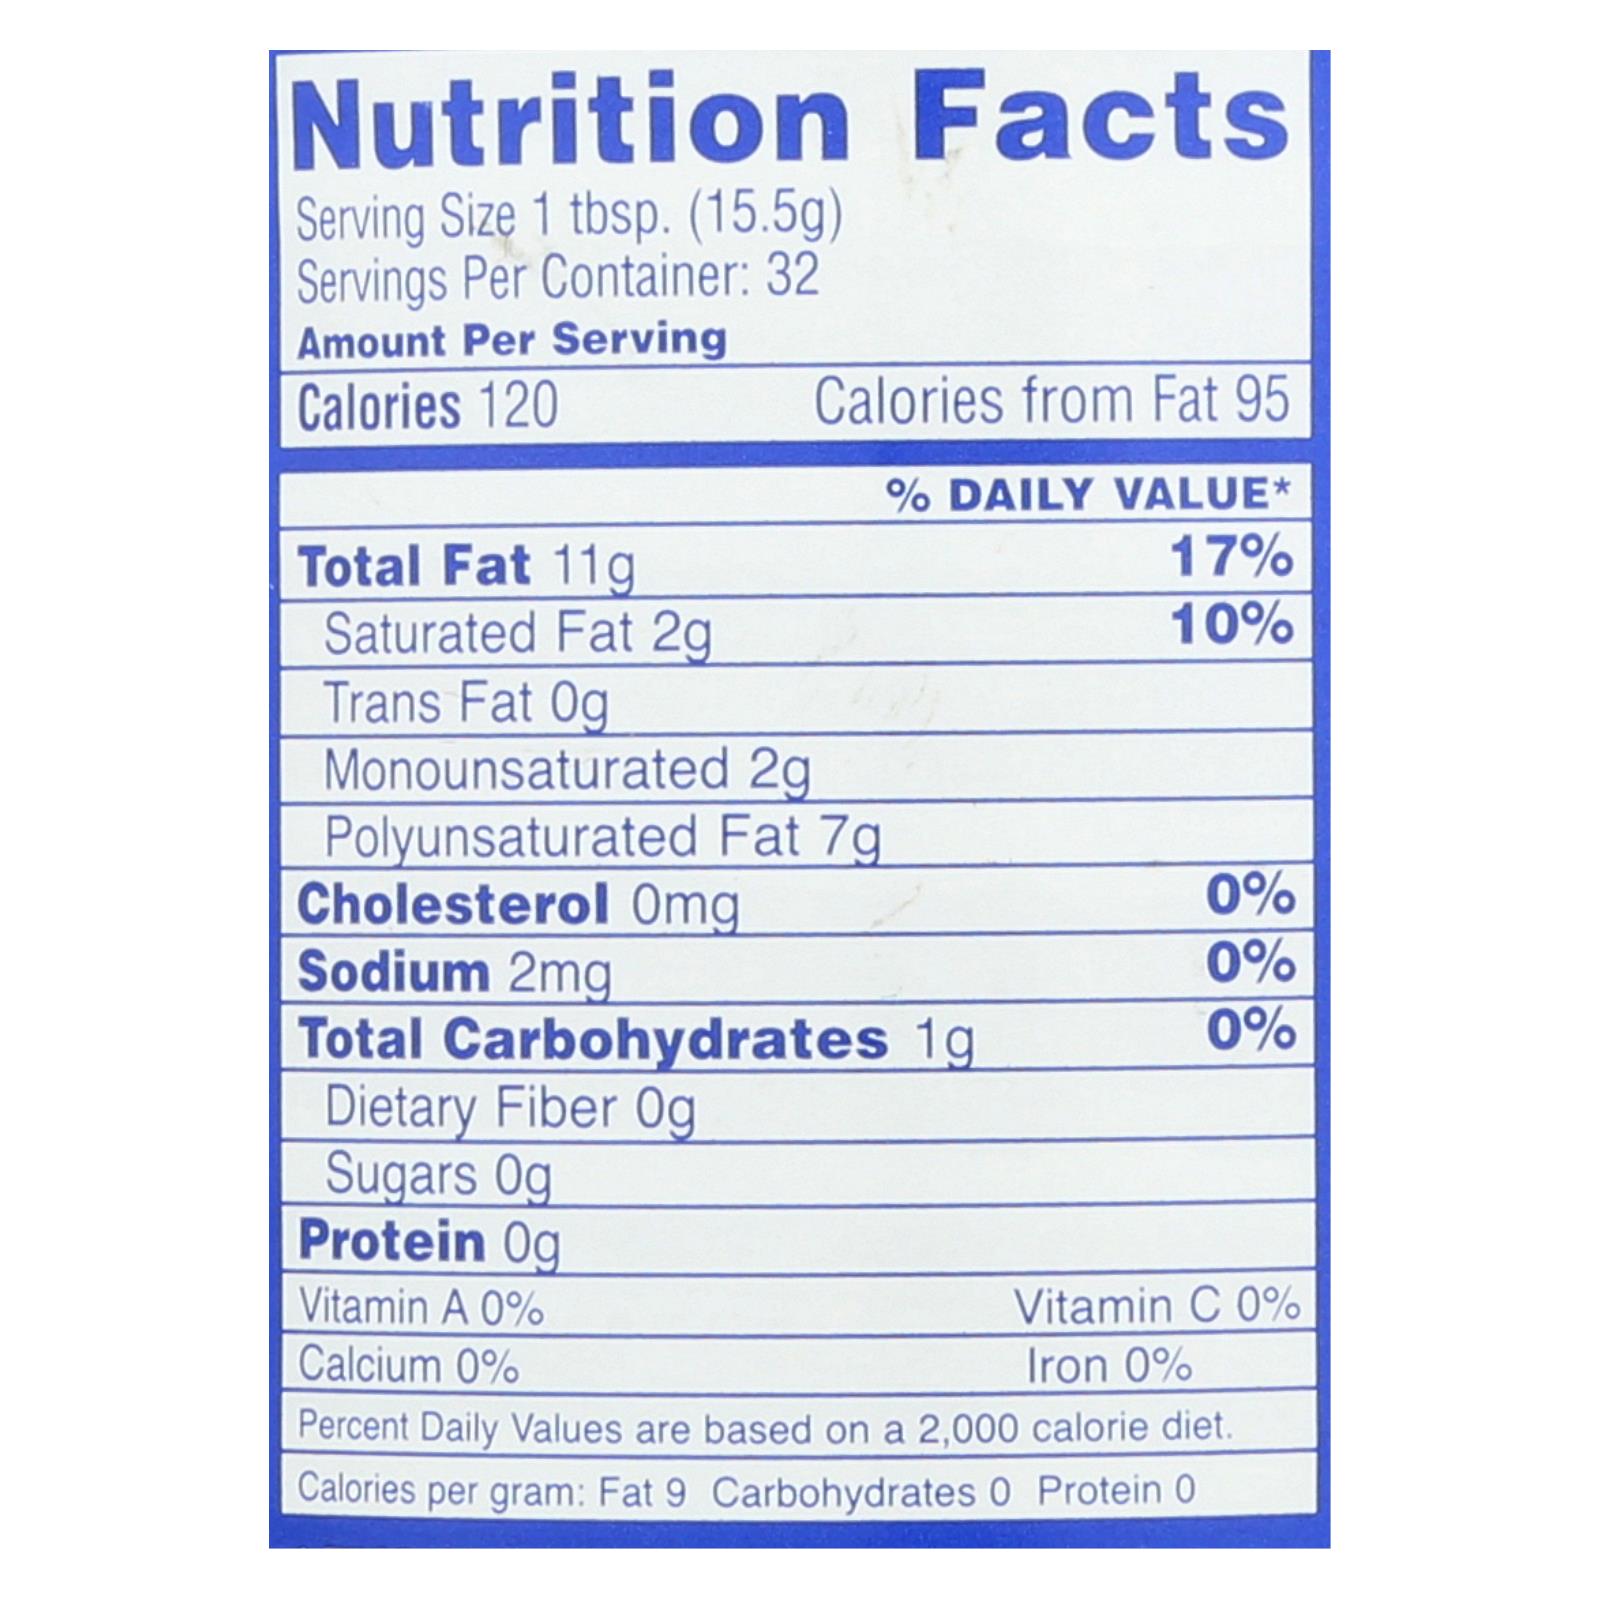 Nutrition Facts
Serving Size 1 tbsp. (15.5g)
Servings Per Container: 32
Amount Per Serving
Calories 120 Calories from Fat 95
% DAILY VALUE*
Total Fat 11g 17%
Saturated Fat 2g 10%
Trans Fat 0g
Monounsaturated 2g
Polyunsaturated Fat 7g
Cholesterol 0mg 0%
Sodium 2mg 0%
Total Carbohydrates 1g 0%
Dietary Fiber 0g
Sugars 0g
Protein 0g
Vitamin A 0% Vitamin C 0%
Calcium 0% Iron 0%
Percent Daily Values are based on a 2,000 calorie diet.
Calories per gram: Fat 9 Carbohydrates 0 Protein 0